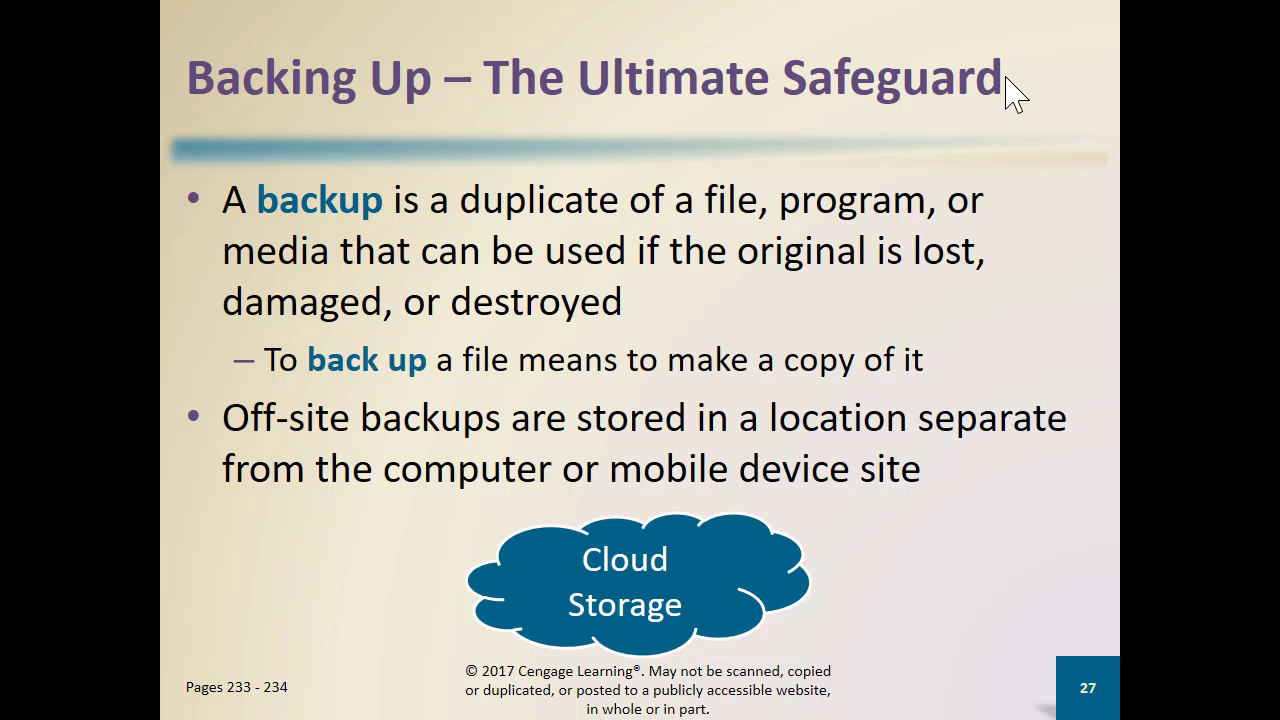 Backing Up – The Ultimate Safeguard
• A backup is a duplicate of a file, program, or
media that can be used if the original is lost,
damaged, or destroyed
– To back up a file means to make a copy of it
• Off-site backups are stored in a location separate
from the computer or mobile device site
Cloud
Storage
Pages 233 - 234
© 2017 Cengage Learning®. May not be scanned, copied
or duplicated, or posted to a publicly accessible website,
in whole or in part.
27